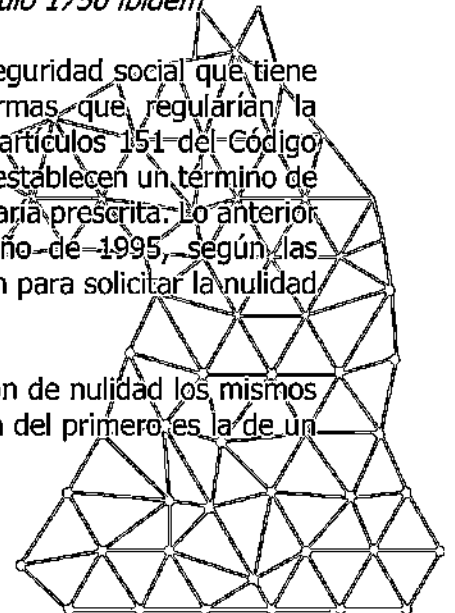 ulo 1750 ibidem
eguridad social que tiene
rmas que regularían la
artículos 151 del Código
establecen un término de
aría prescrita. Lo anterior
ño de 1995, según las
n para solicitar la nulidad
ón de nulidad los mismos
n del primero es la de un